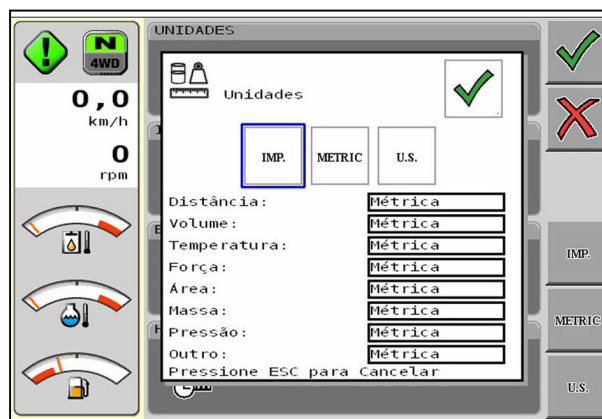 UNIDADES
N
4WD
0,0
km/h
0
rpm
Unidades
IMP. METRIC U.S.
Distância: Métrica
Volume: Métrica
Temperatura: Métrica
Força: Métrica
Área: Métrica
Massa: Métrica
Pressão: Métrica
Outro: Métrica
Pressione ESC para Cancelar
IMP.
METRIC
U.S.